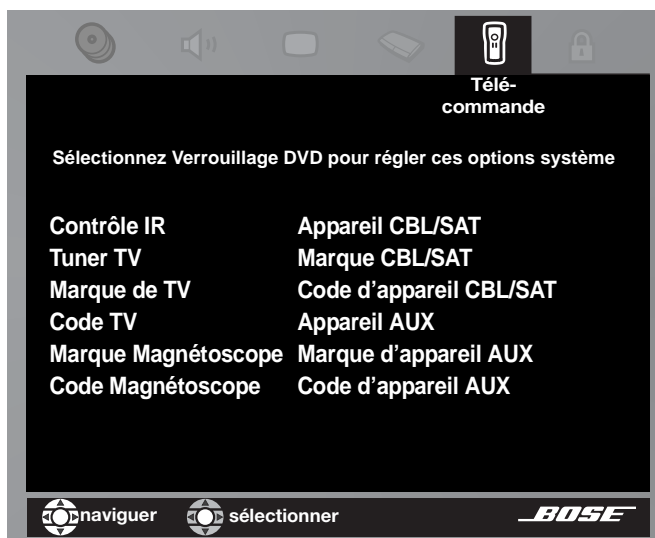 Télé-
commande
Sélectionnez Verrouillage DVD pour régler ces options système
Contrôle IR Appareil CBL/SAT
Tuner TV Marque CBL/SAT
Marque de TV Code d'appareil CBL/SAT
Code TV Appareil AUX
Marque Magnétoscope Marque d'appareil AUX
Code Magnétoscope Code d'appareil AUX
naviguer sélectionner BOSE